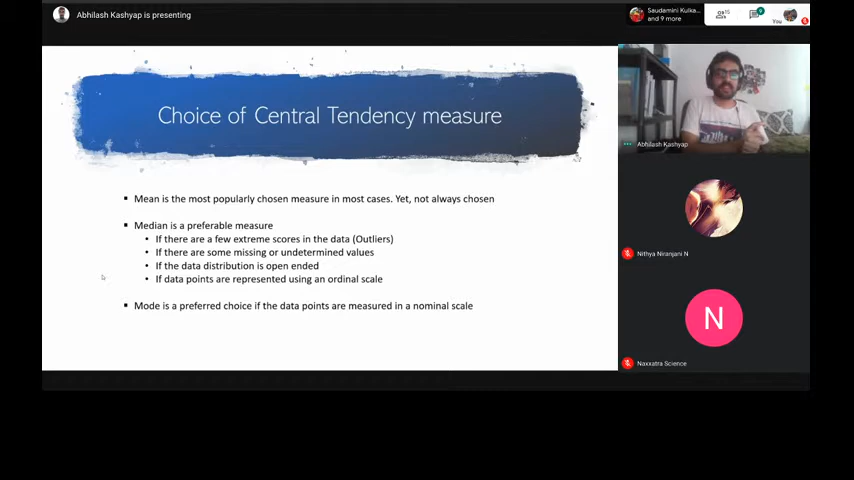 Abhilash Kashyap is presenting
Saudamini Kulka...
and 9 more
9
You
Choice of Central Tendency measure
Mean is the most popularly chosen measure in most cases. Yet, not always chosen
Median is a preferable measure
If there are a few extreme scores in the data (Outliers)
If there are some missing or undetermined values
If the data distribution is open ended
If data points are represented using an ordinal scale
Mode is a preferred choice if the data points are measured in a nominal scale
Abhilash Kashyap
Nithya Niranjani N
N
Naxxatra Science